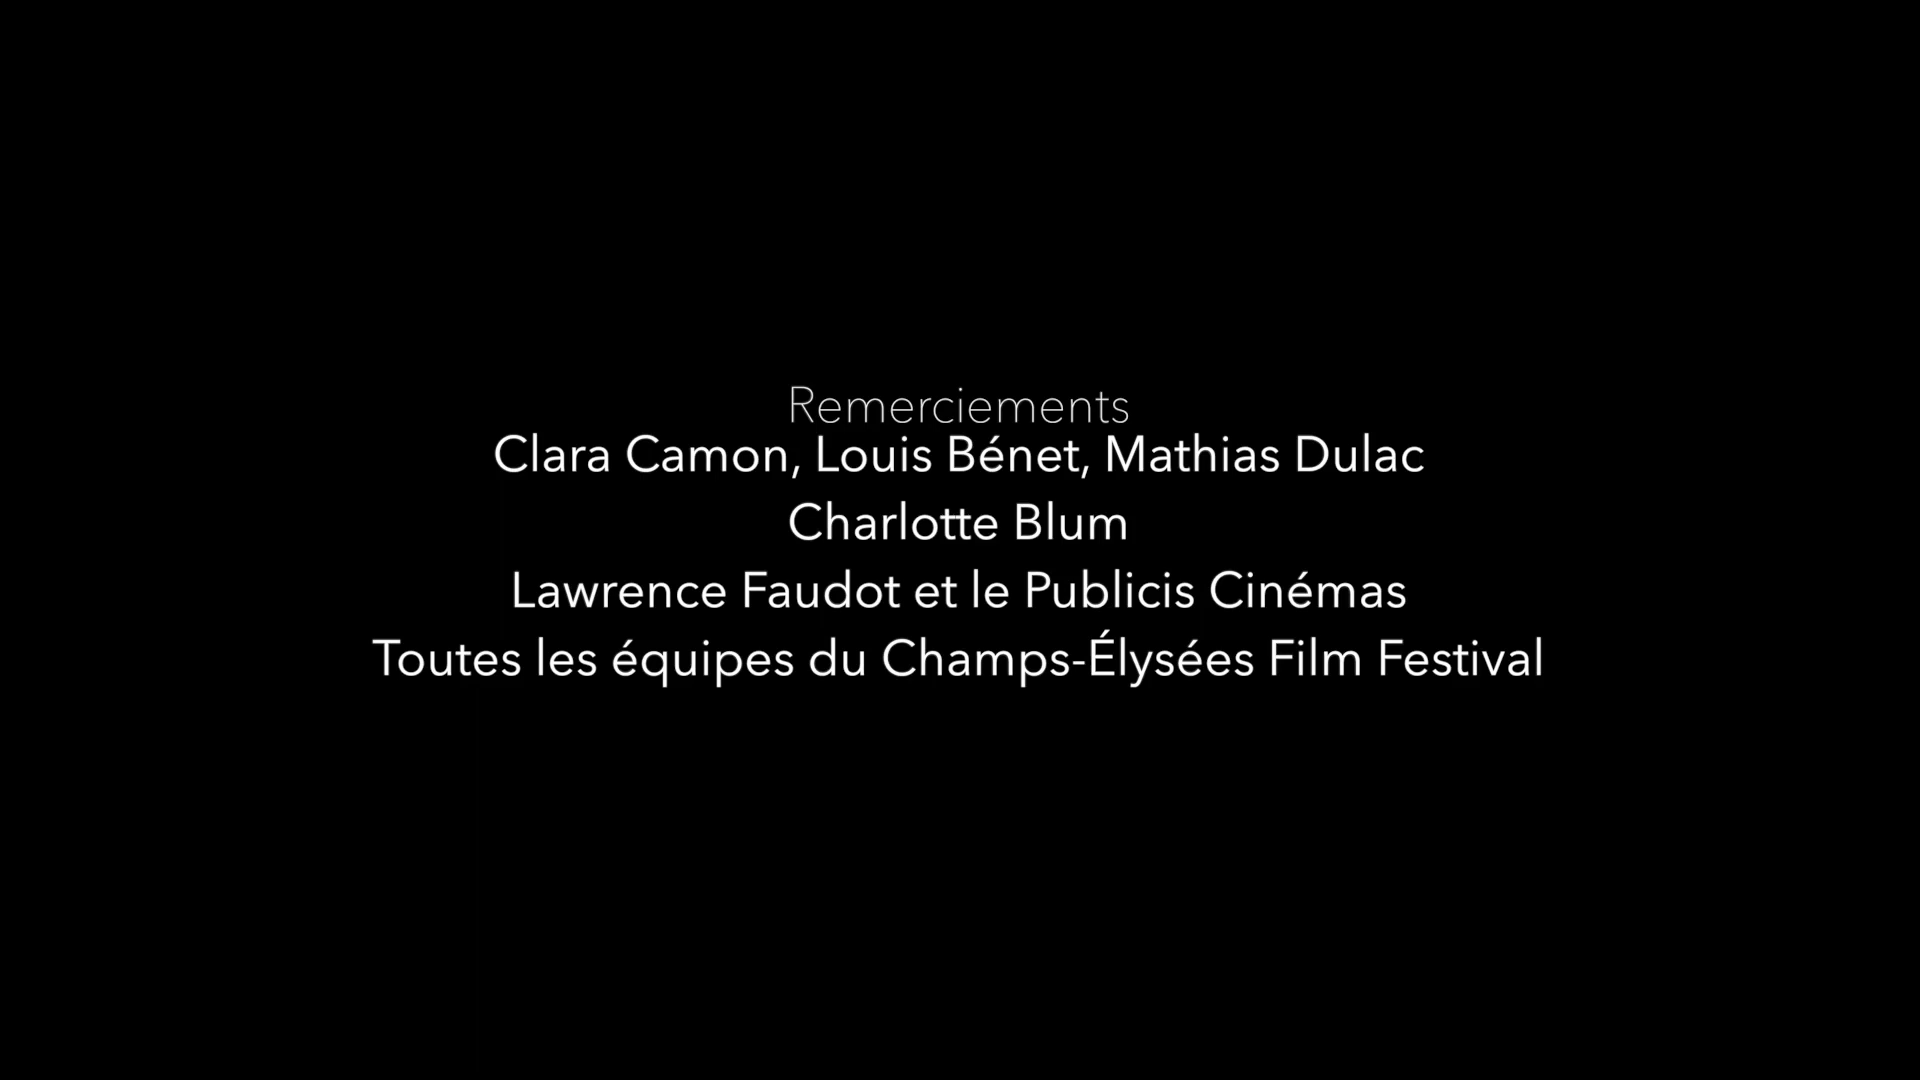 Remerciements
Clara Camon, Louis Bénet, Mathias Dulac
Charlotte Blum
Lawrence Faudot et le Publicis Cinémas
Toutes les équipes du Champs-Élysées Film Festival